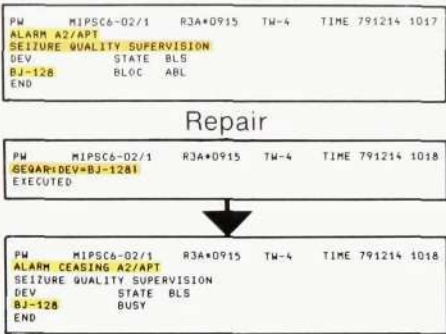 PW MIPSC6-02/1 R3A*0915 TW-4 TIME 791214 1017
ALARM A2/APT
SEIZURE QUALITY SUPERVISION
DEV STATE BLS
BJ-128 BLOC ABL
END
Repair
PW MIPSC6-02/1 R3A*0915 TW-4 TIME 791214 1018
SEQAR:DEV=BJ-128;
EXECUTED
PW MIPSC6-02/1 R3A*0915 TW-4 TIME 791214 1018
ALARM CEASING A2/APT
SEIZURE QUALITY SUPERVISION
DEV STATE BLS
BJ-128 BUSY
END